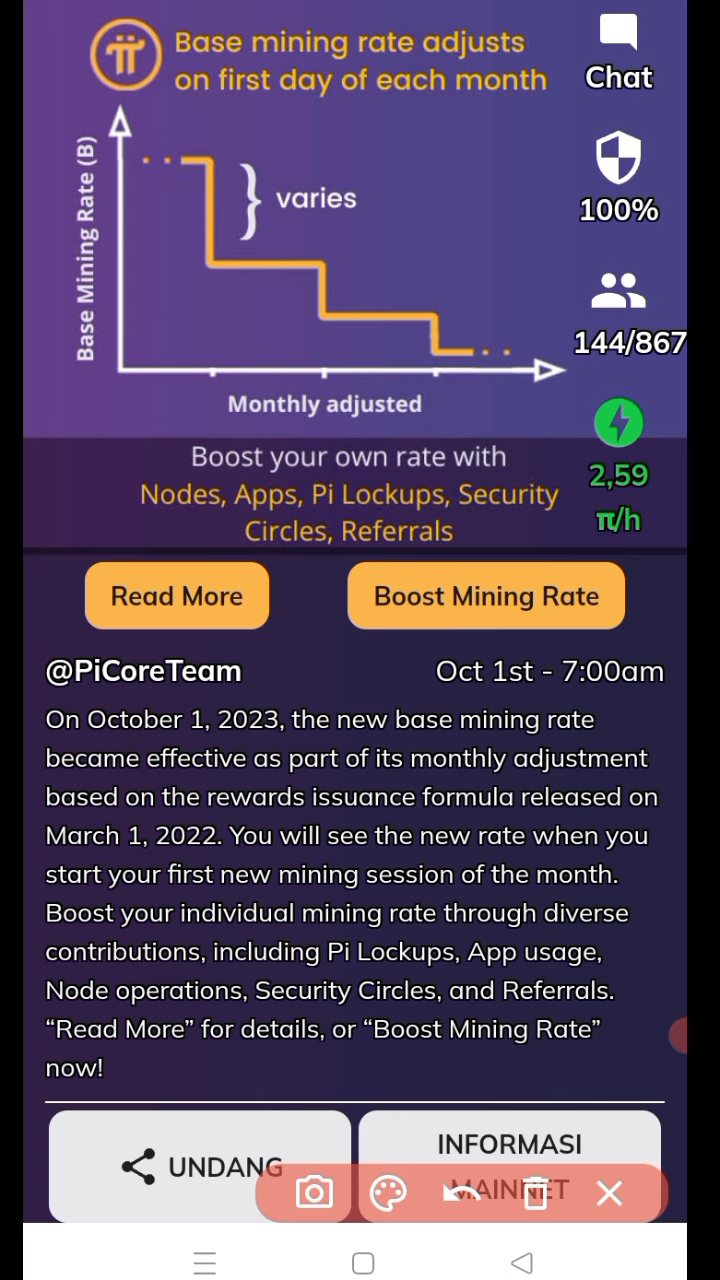 Base mining rate adjusts
on first day of each month
Chat
100%
144/867
2,59
π/h
Base Mining Rate (B)
varies
Monthly adjusted
Boost your own rate with
Nodes, Apps, Pi Lockups, Security
Circles, Referrals
Read More
Boost Mining Rate
@PiCoreTeam
Oct 1st - 7:00am
On October 1, 2023, the new base mining rate
became effective as part of its monthly adjustment
based on the rewards issuance formula released on
March 1, 2022. You will see the new rate when you
start your first new mining session of the month.
Boost your individual mining rate through diverse
contributions, including Pi Lockups, App usage,
Node operations, Security Circles, and Referrals.
“Read More” for details, or “Boost Mining Rate”
now!
UNDANG
INFORMASI
MAINNET